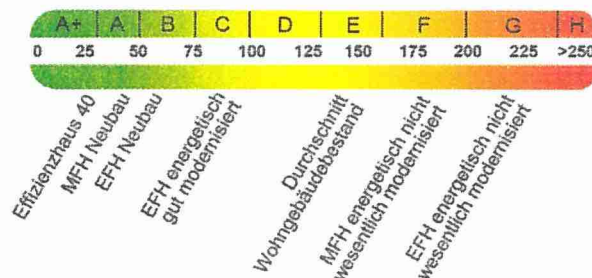 A+ A B C D E F G H
0 25 50 75 100 125 150 175 200 225 >250
Effizienzhaus 40
MFH Neubau
EFH Neubau
EFH energetisch
gut modernisiert
Durchschnitt
Wohngebäudebestand
MFH energetisch nicht
wesentlich modernisiert
EFH energetisch nicht
wesentlich modernisiert